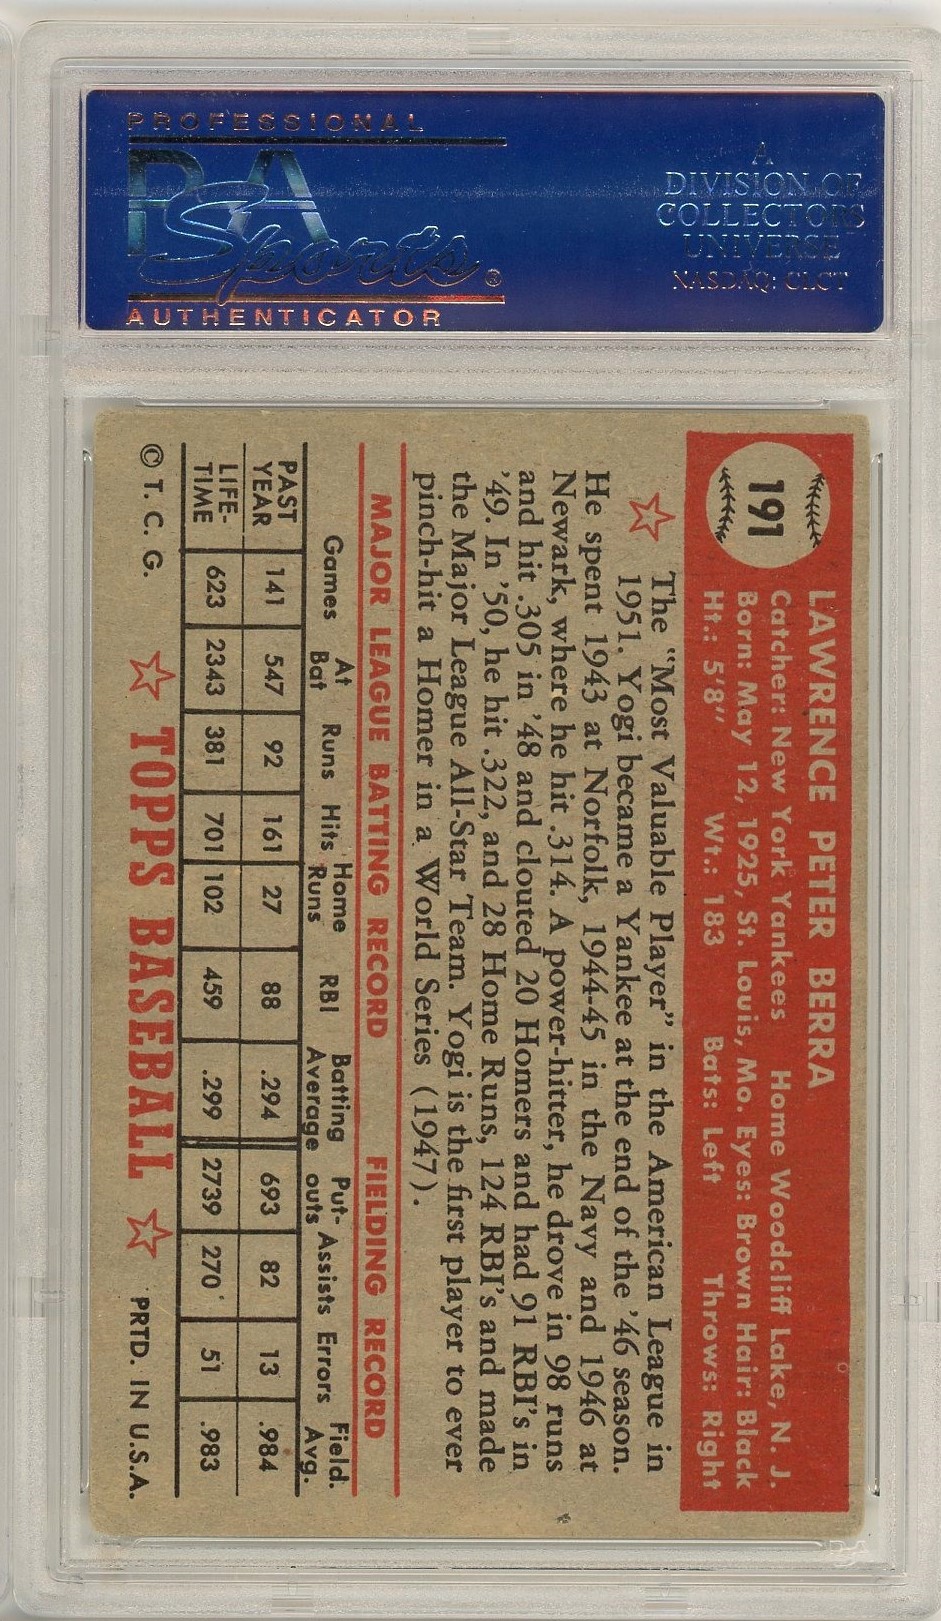 PROFESSIONAL
PSA
Sports®
AUTHENTICATOR
A
DIVISION OF
COLLECTORS
UNIVERSE
NASDAQ: CLCT
191
LAWRENCE PETER BERRA
Catcher: New York Yankees Home Woodcliff Lake, N. J.
Born: May 12, 1925, St. Louis, Mo. Eyes: Brown Hair: Black
Ht.: 5'8" Wt.: 183 Bats: Left Throws: Right
The "Most Valuable Player" in the American League in
1951. Yogi became a Yankee at the end of the '46 season.
He spent 1943 at Norfolk, 1944-45 in the Navy and 1946 at
Newark, where he hit .314. A power-hitter, he drove in 98 runs
and hit .305 in '48 and clouted 20 Homers and had 91 RBI's in
'49. In '50, he hit .322, and 28 Home Runs, 124 RBI's and made
the Major League All-Star Team. Yogi is the first player to ever
pinch-hit a Homer in a World Series (1947).
MAJOR LEAGUE BATTING RECORD FIELDING RECORD
Games At Bat Runs Hits Home Runs RBI Batting Average Put-outs Assists Errors Field. Avg.
PAST YEAR 141 547 92 161 27 88 .294 693 82 13 .984
LIFE-TIME 623 2343 381 701 102 459 .299 2739 270 51 .983
© T. C. G. TOPPS BASEBALL PRTD. IN U.S.A.